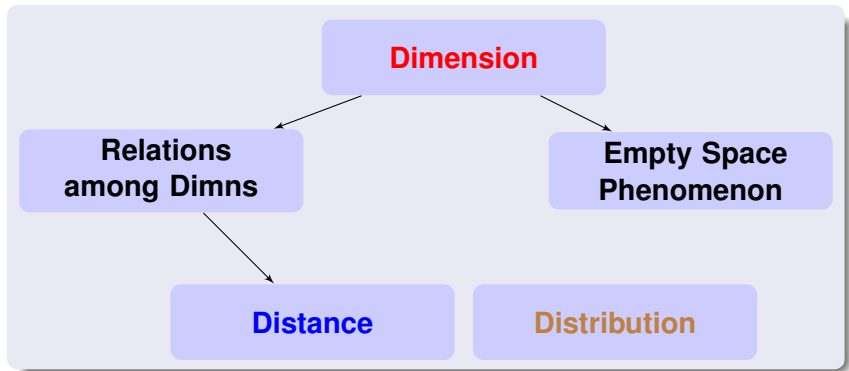 Dimension
Relations
among Dimns
Empty Space
Phenomenon
Distance
Distribution